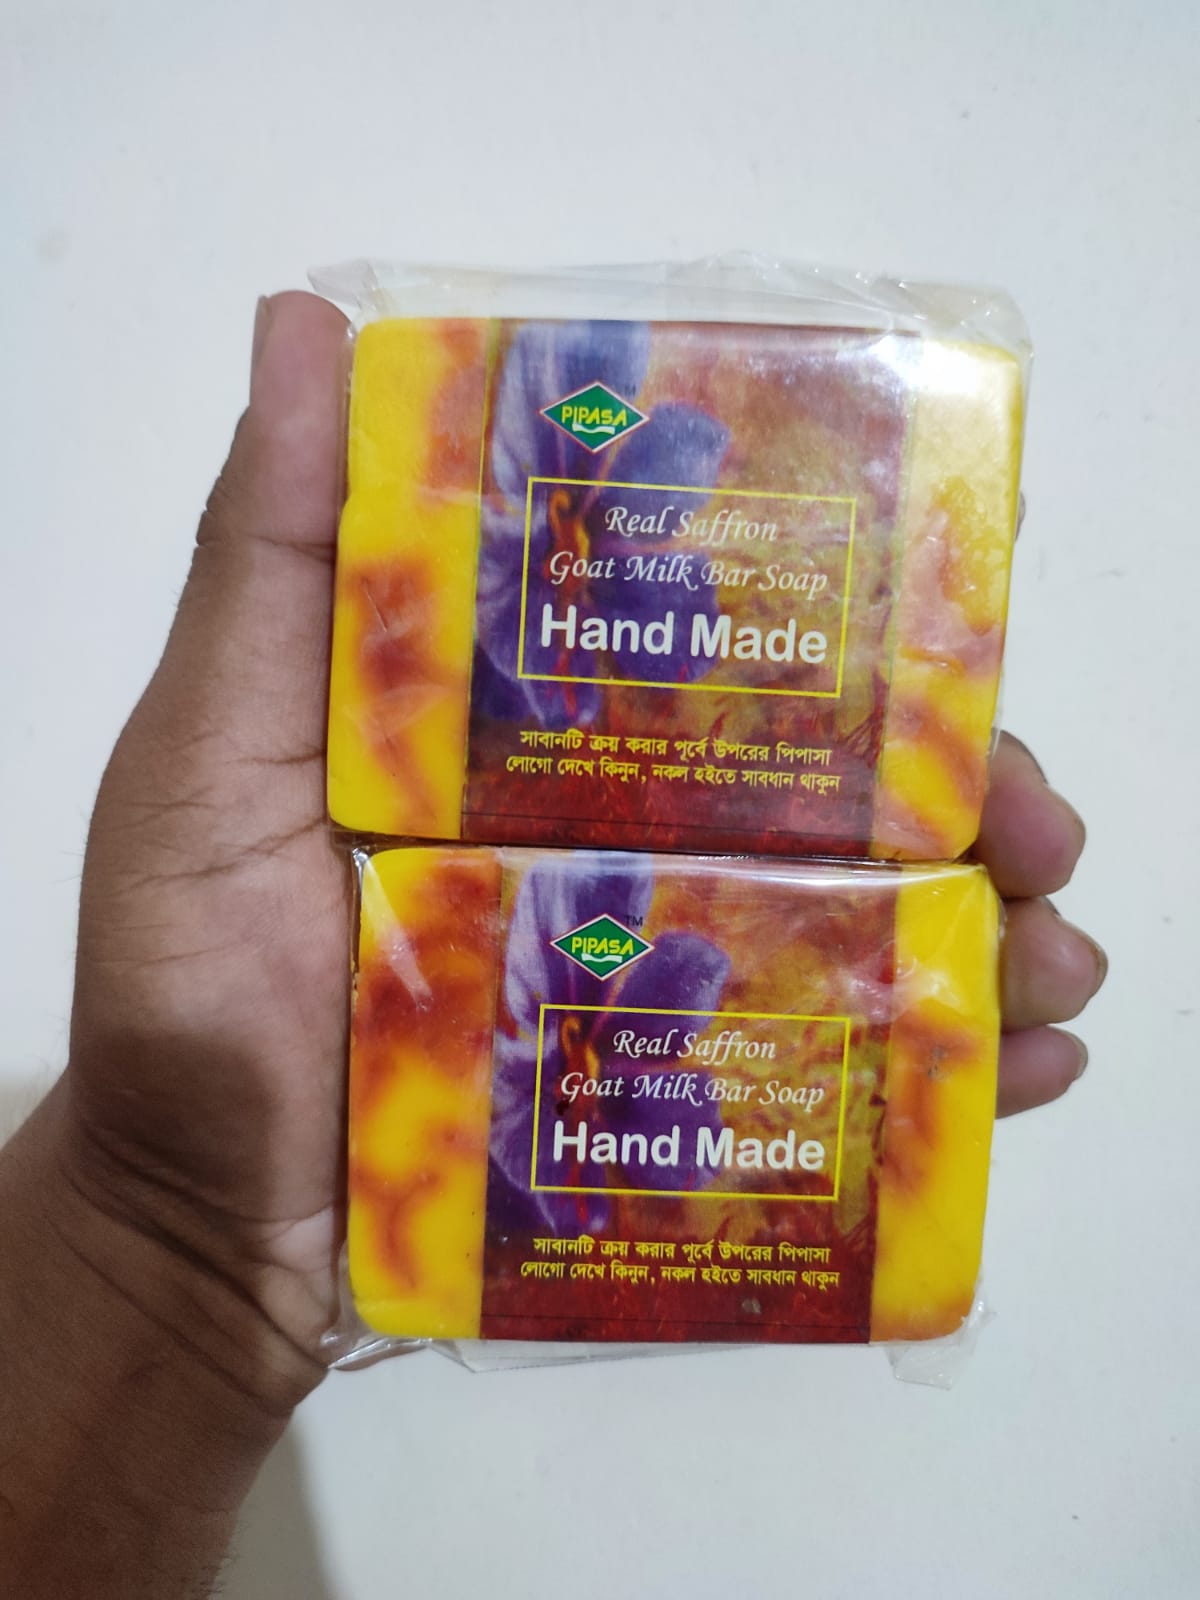 PIPASA
TM
Real Saffron
Goat Milk Bar Soap
Hand Made
সাবানটি ক্রয় করার পূর্বে উপরের পিপাসা
লোগো দেখে কিনুন, নকল হইতে সাবধান থাকুন
PIPASA
TM
Real Saffron
Goat Milk Bar Soap
Hand Made
সাবানটি ক্রয় করার পূর্বে উপরের পিপাসা
লোগো দেখে কিনুন, নকল হইতে সাবধান থাকুন